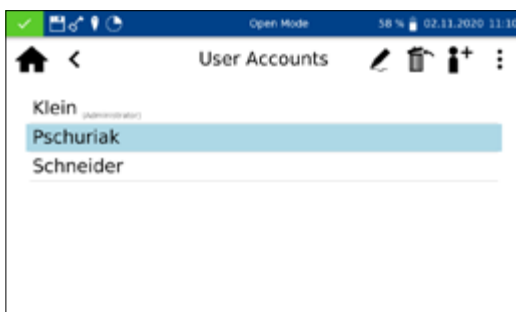 Open Mode 58 % 02.11.2020 11:10
User Accounts
Klein (Administrator)
Pschuriak
Schneider